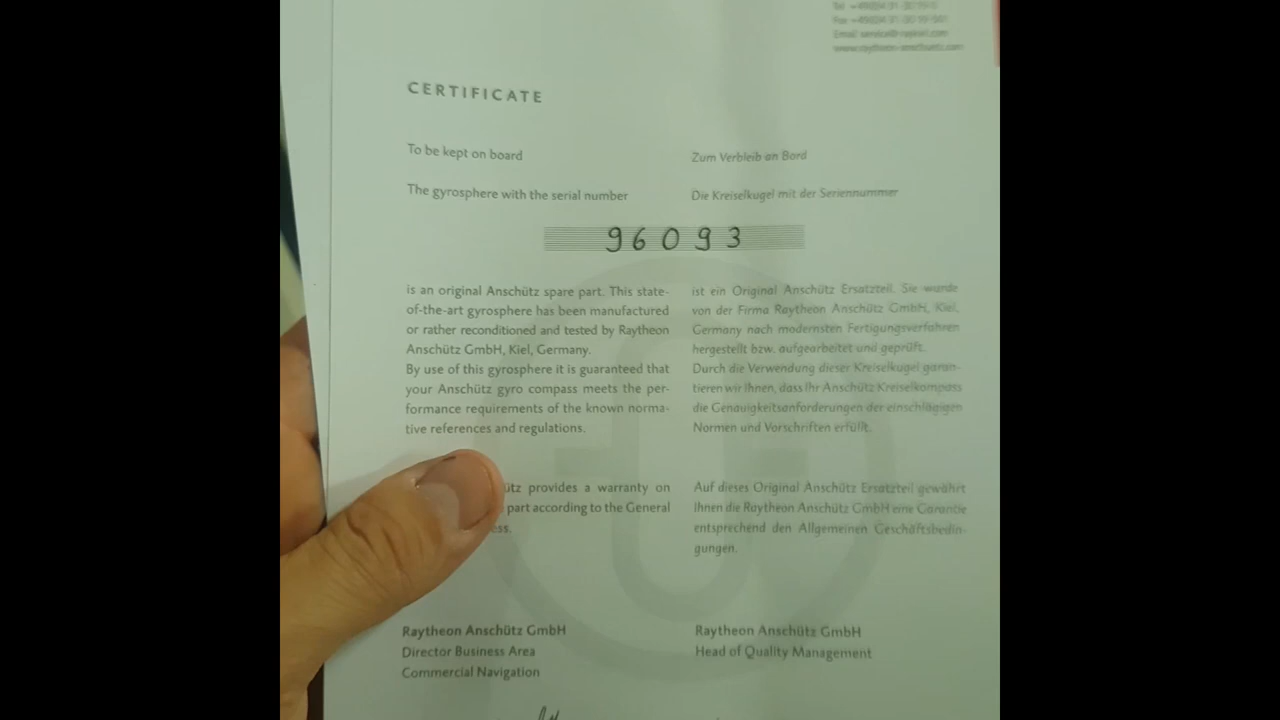 CERTIFICATE
To be kept on board
Zum Verbleib an Bord
The gyrosphere with the serial number
Die Kreiselkugel mit der Seriennummer
96093
is an original Anschütz spare part. This state-
of-the-art gyrosphere has been manufactured
or rather reconditioned and tested by Raytheon
Anschütz GmbH, Kiel, Germany.
By use of this gyrosphere it is guaranteed that
your Anschütz gyro compass meets the per-
formance requirements of the known norma-
tive references and regulations.
ist ein Original Anschütz Ersatzteil. Sie wurde
von der Firma Raytheon Anschütz GmbH, Kiel,
Germany nach modernsten Fertigungsverfahren
hergestellt bzw. aufgearbeitet und geprüft.
Durch die Verwendung dieser Kreiselkugel garan-
tieren wir Ihnen, dass Ihr Anschütz Kreiselkompass
die Genauigkeitsanforderungen der einschlägigen
Normen und Vorschriften erfüllt.
provides a warranty on
part according to the General
Auf dieses Original Anschütz Ersatzteil gewährt
Ihnen die Raytheon Anschütz GmbH eine Garantie
entsprechend den Allgemeinen Geschäftsbedin-
gungen.
Raytheon Anschütz GmbH
Director Business Area
Commercial Navigation
Raytheon Anschütz GmbH
Head of Quality Management